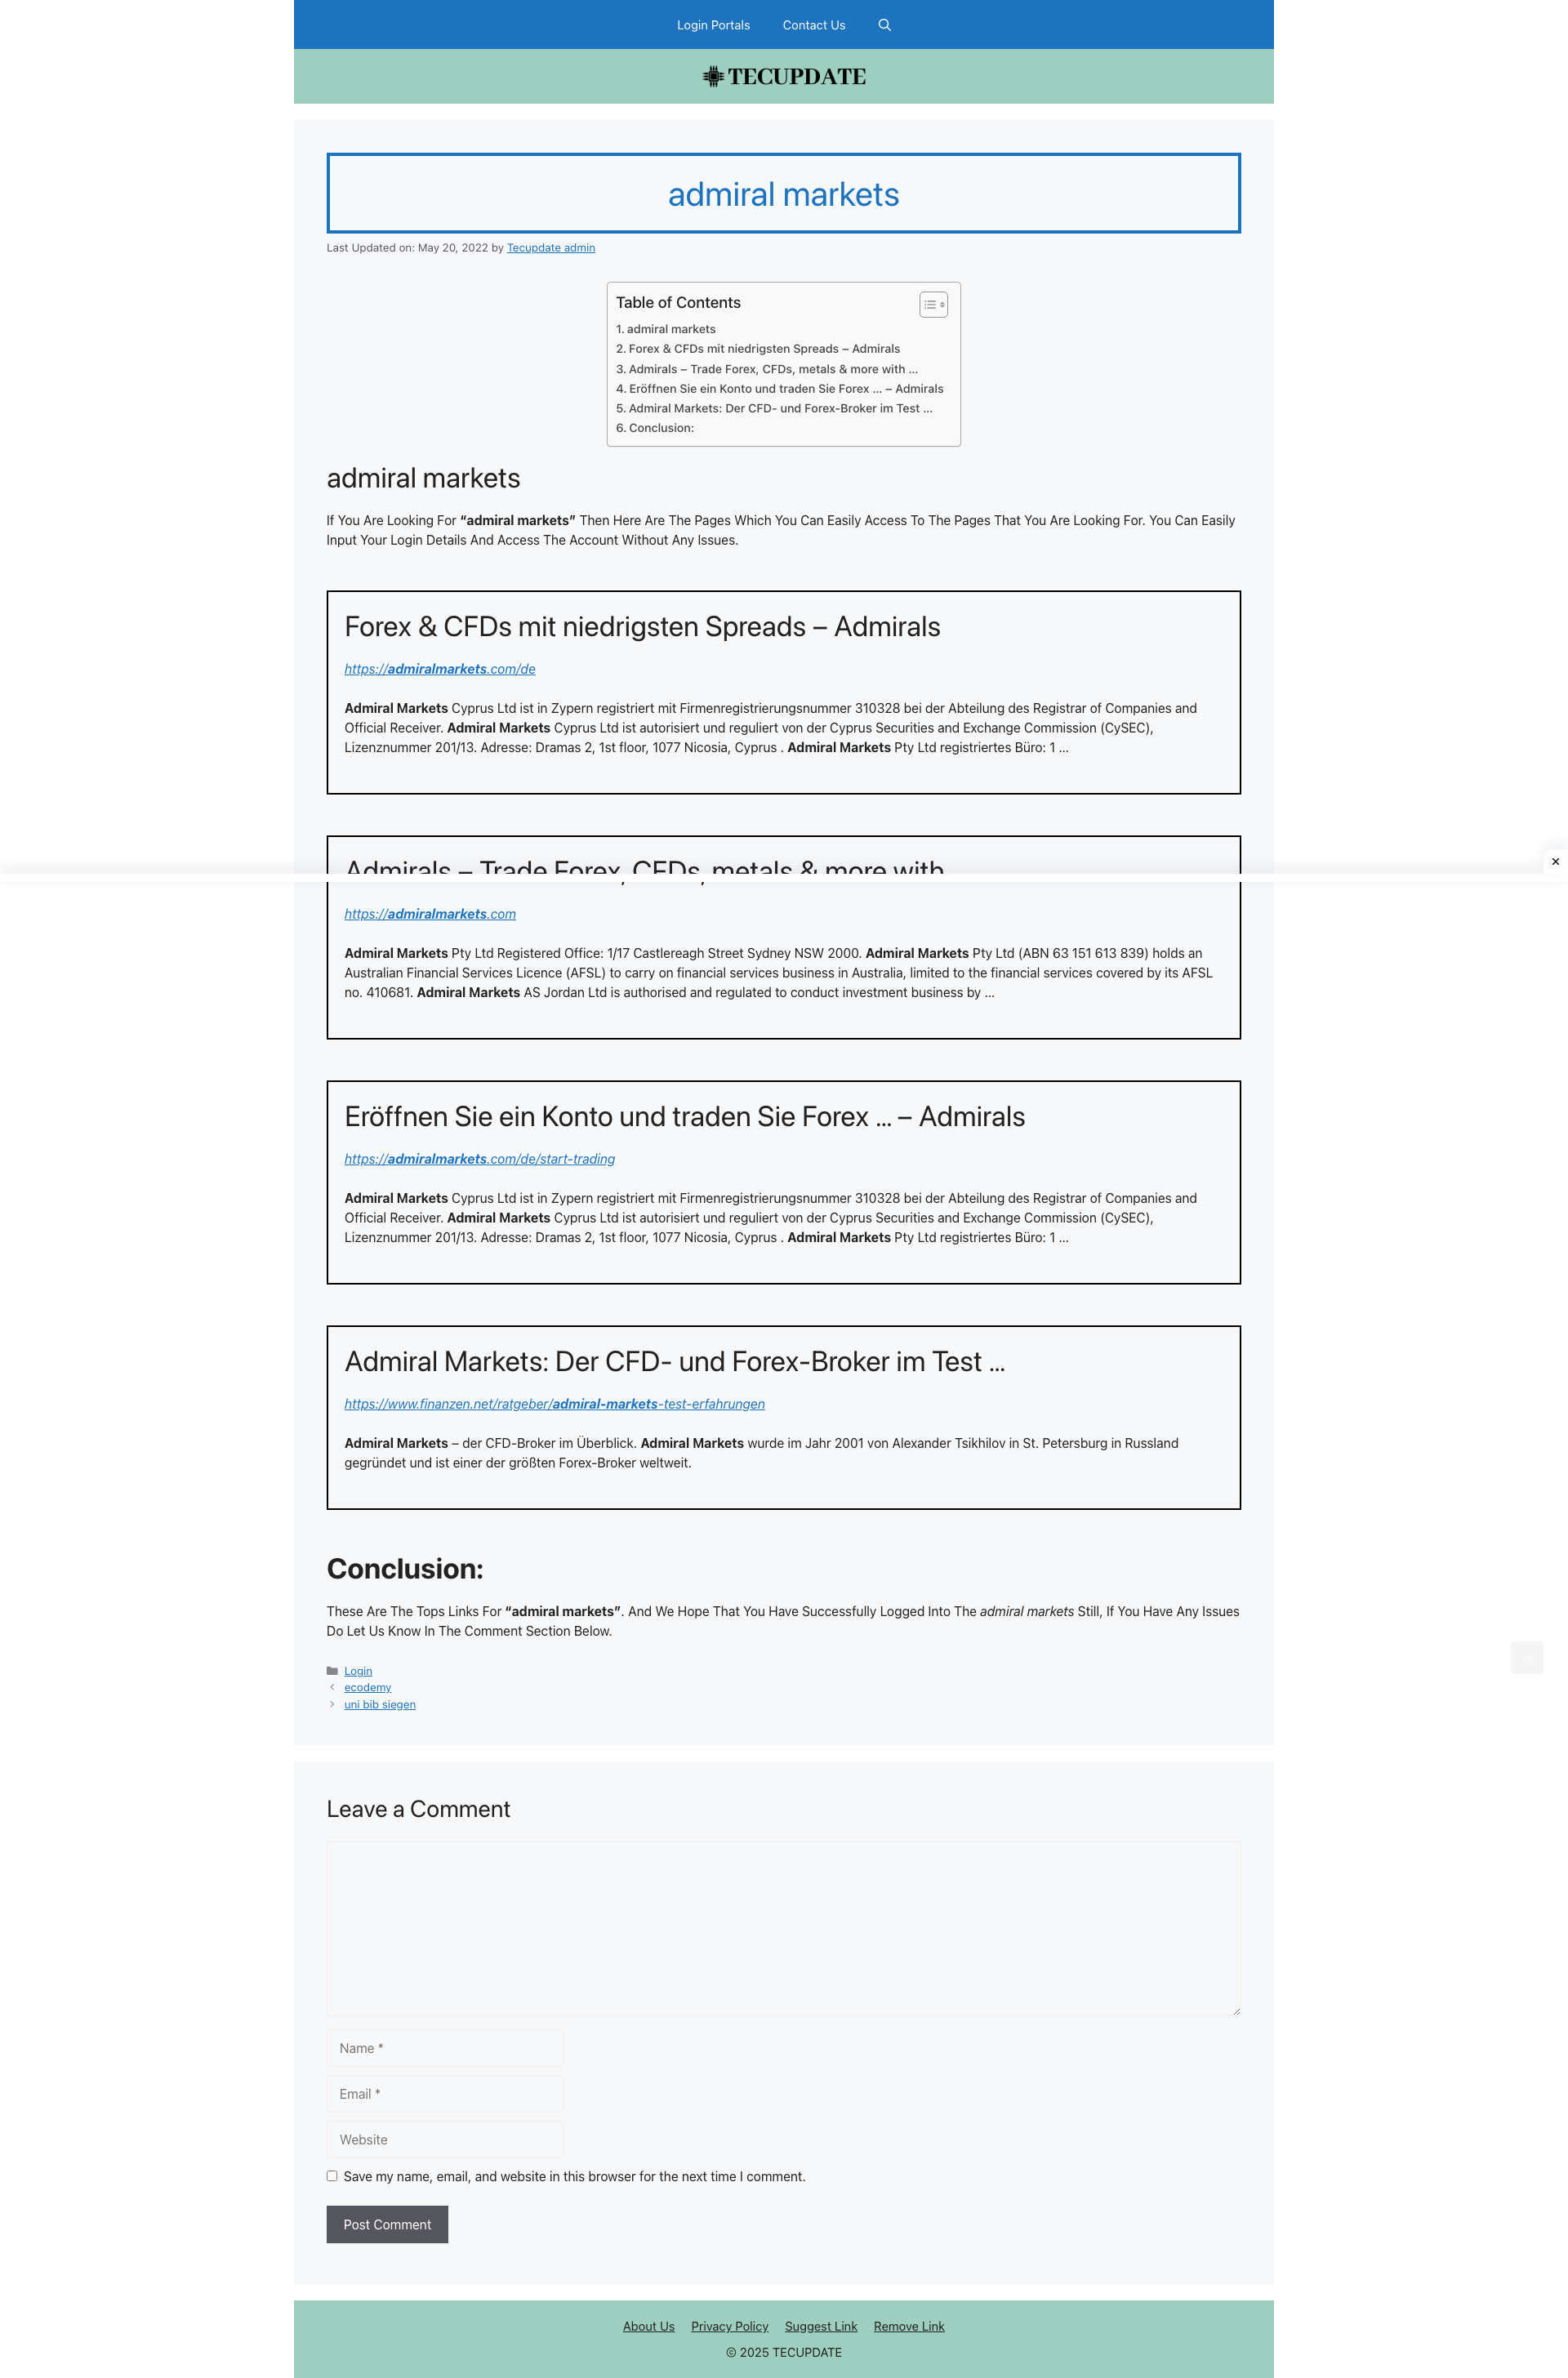 Login Portals Contact Us
TECUPDATE
admiral markets
Last Updated on: May 20, 2022 by Tecupdate admin
Table of Contents
1. admiral markets
2. Forex & CFDs mit niedrigsten Spreads – Admirals
3. Admirals – Trade Forex, CFDs, metals & more with ...
4. Eröffnen Sie ein Konto und traden Sie Forex ... – Admirals
5. Admiral Markets: Der CFD- und Forex-Broker im Test ...
6. Conclusion:
admiral markets
If You Are Looking For “admiral markets” Then Here Are The Pages Which You Can Easily Access To The Pages That You Are Looking For. You Can Easily
Input Your Login Details And Access The Account Without Any Issues.
Forex & CFDs mit niedrigsten Spreads – Admirals
https://admiralmarkets.com/de
Admiral Markets Cyprus Ltd ist in Zypern registriert mit Firmenregistrierungsnummer 310328 bei der Abteilung des Registrar of Companies and
Official Receiver. Admiral Markets Cyprus Ltd ist autorisiert und reguliert von der Cyprus Securities and Exchange Commission (CySEC),
Lizenznummer 201/13. Adresse: Dramas 2, 1st floor, 1077 Nicosia, Cyprus . Admiral Markets Pty Ltd registriertes Büro: 1 ...
Admirals – Trade Forex, CFDs, metals & more with
https://admiralmarkets.com
Admiral Markets Pty Ltd Registered Office: 1/17 Castlereagh Street Sydney NSW 2000. Admiral Markets Pty Ltd (ABN 63 151 613 839) holds an
Australian Financial Services Licence (AFSL) to carry on financial services business in Australia, limited to the financial services covered by its AFSL
no. 410681. Admiral Markets AS Jordan Ltd is authorised and regulated to conduct investment business by ...
Eröffnen Sie ein Konto und traden Sie Forex ... – Admirals
https://admiralmarkets.com/de/start-trading
Admiral Markets Cyprus Ltd ist in Zypern registriert mit Firmenregistrierungsnummer 310328 bei der Abteilung des Registrar of Companies and
Official Receiver. Admiral Markets Cyprus Ltd ist autorisiert und reguliert von der Cyprus Securities and Exchange Commission (CySEC),
Lizenznummer 201/13. Adresse: Dramas 2, 1st floor, 1077 Nicosia, Cyprus . Admiral Markets Pty Ltd registriertes Büro: 1 ...
Admiral Markets: Der CFD- und Forex-Broker im Test ...
https://www.finanzen.net/ratgeber/admiral-markets-test-erfahrungen
Admiral Markets – der CFD-Broker im Überblick. Admiral Markets wurde im Jahr 2001 von Alexander Tsikhilov in St. Petersburg in Russland
gegründet und ist einer der größten Forex-Broker weltweit.
Conclusion:
These Are The Tops Links For “admiral markets”. And We Hope That You Have Successfully Logged Into The admiral markets Still, If You Have Any Issues
Do Let Us Know In The Comment Section Below.
Login
ecodemy
uni bib siegen
Leave a Comment
Name *
Email *
Website
Save my name, email, and website in this browser for the next time I comment.
Post Comment
About Us Privacy Policy Suggest Link Remove Link
© 2025 TECUPDATE